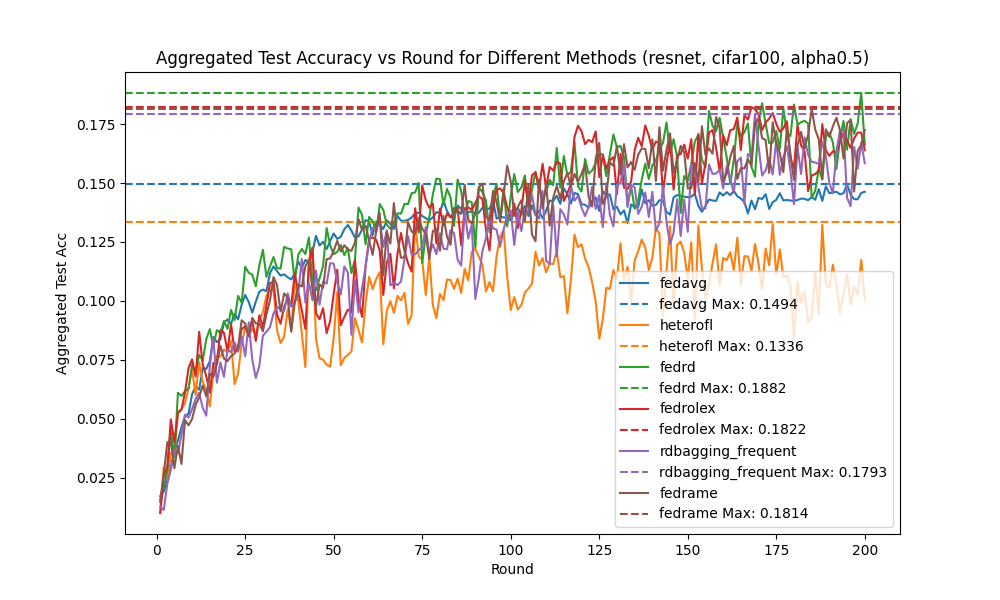 Aggregated Test Accuracy vs Round for Different Methods (resnet, cifar100, alpha0.5)
Aggregated Test Acc
0.175
0.150
0.125
0.100
0.075
0.050
0.025
fedavg
fedavg Max: 0.1494
heterofl
heterofl Max: 0.1336
fedrd
fedrd Max: 0.1882
fedrolex
fedrolex Max: 0.1822
rdbagging_frequent
rdbagging_frequent Max: 0.1793
fedrame
fedrame Max: 0.1814
0 25 50 75 100 125 150 175 200
Round